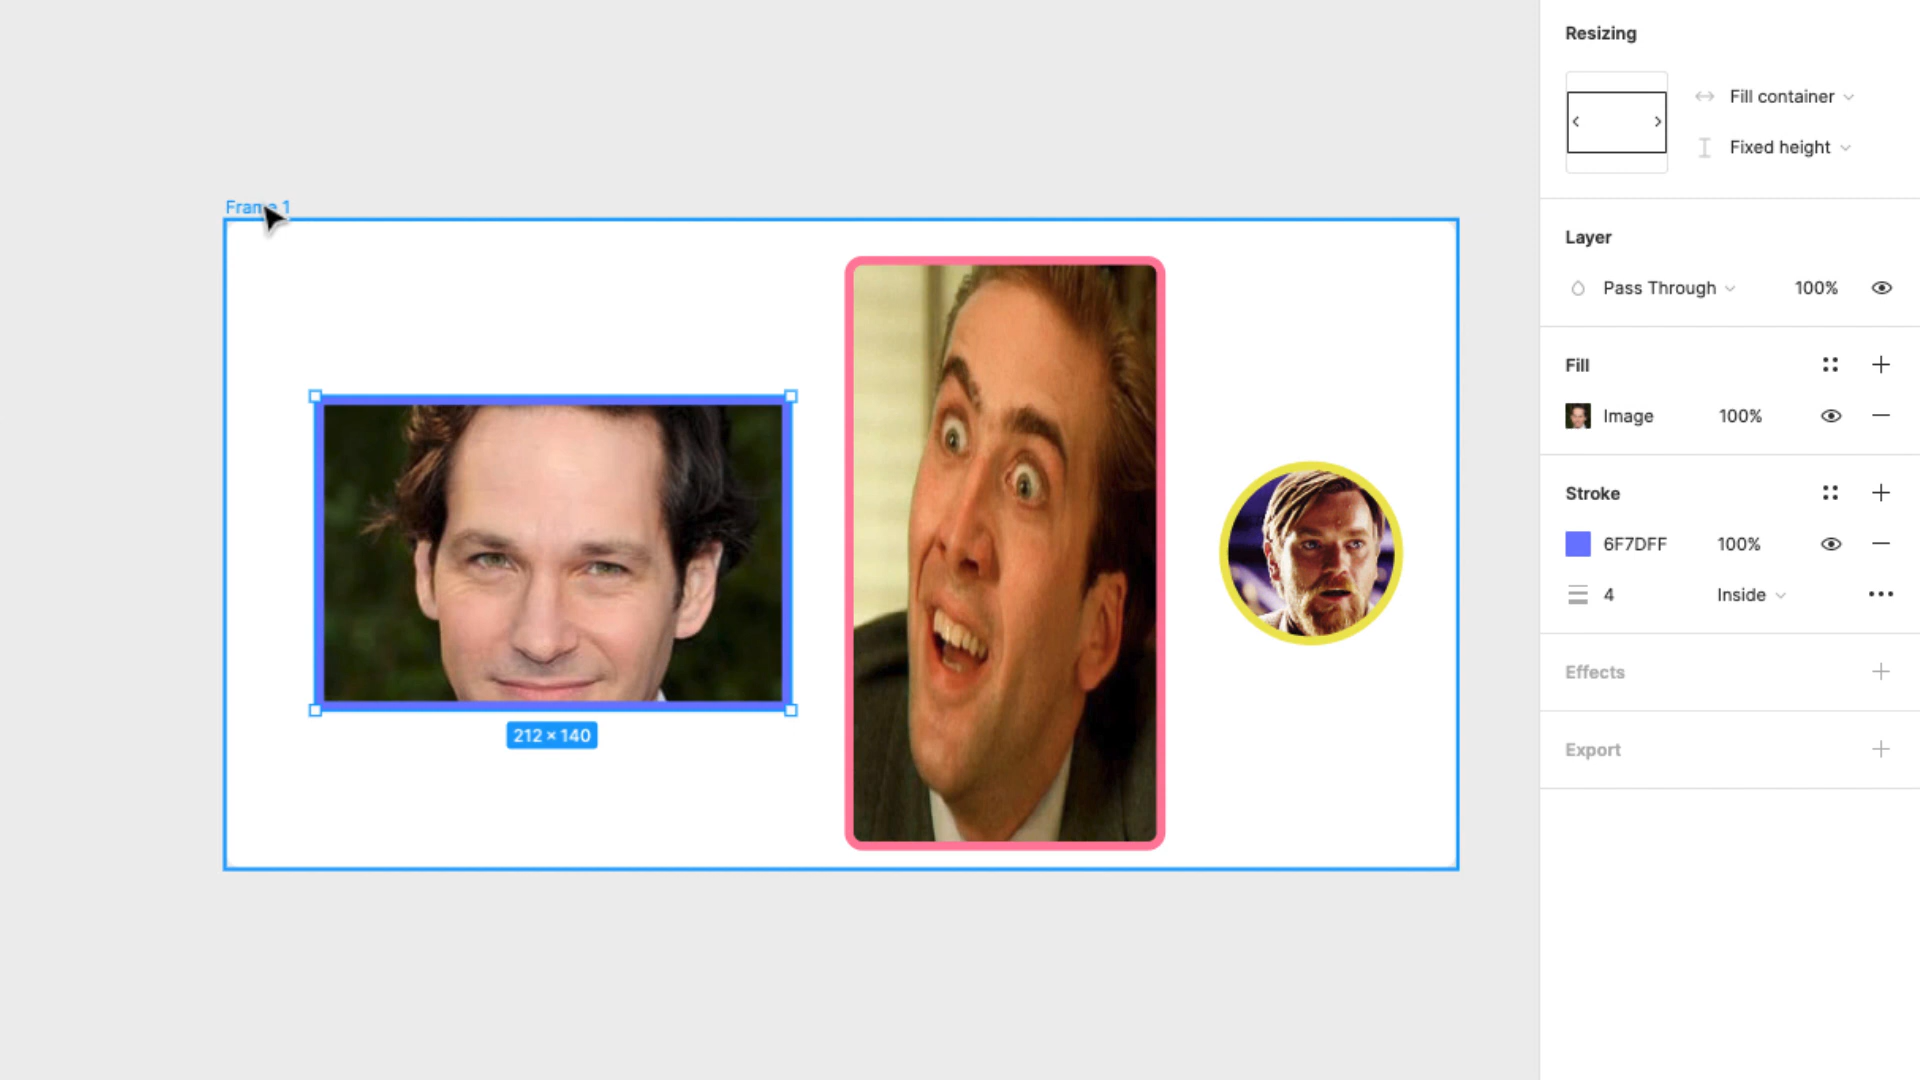 Frame 1
212 × 140
Resizing
Fill container
Fixed height
Layer
Pass Through 100%
Fill
Image 100%
Stroke
6F7DFF 100%
4 Inside
Effects
Export